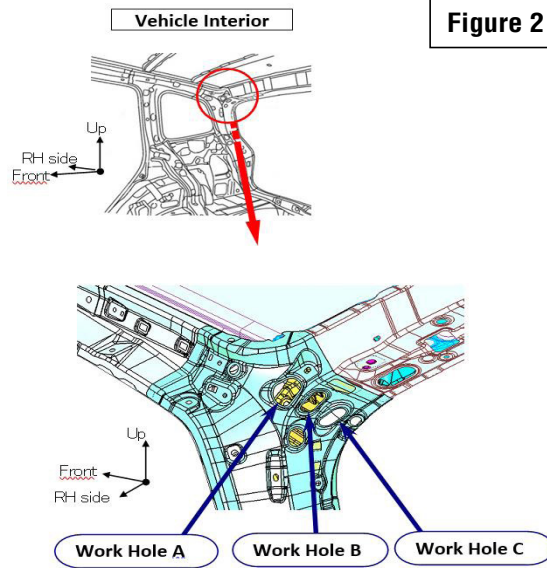 Vehicle Interior
Figure 2
Up
RH side
Front
Up
Front
RH side
Work Hole A
Work Hole B
Work Hole C